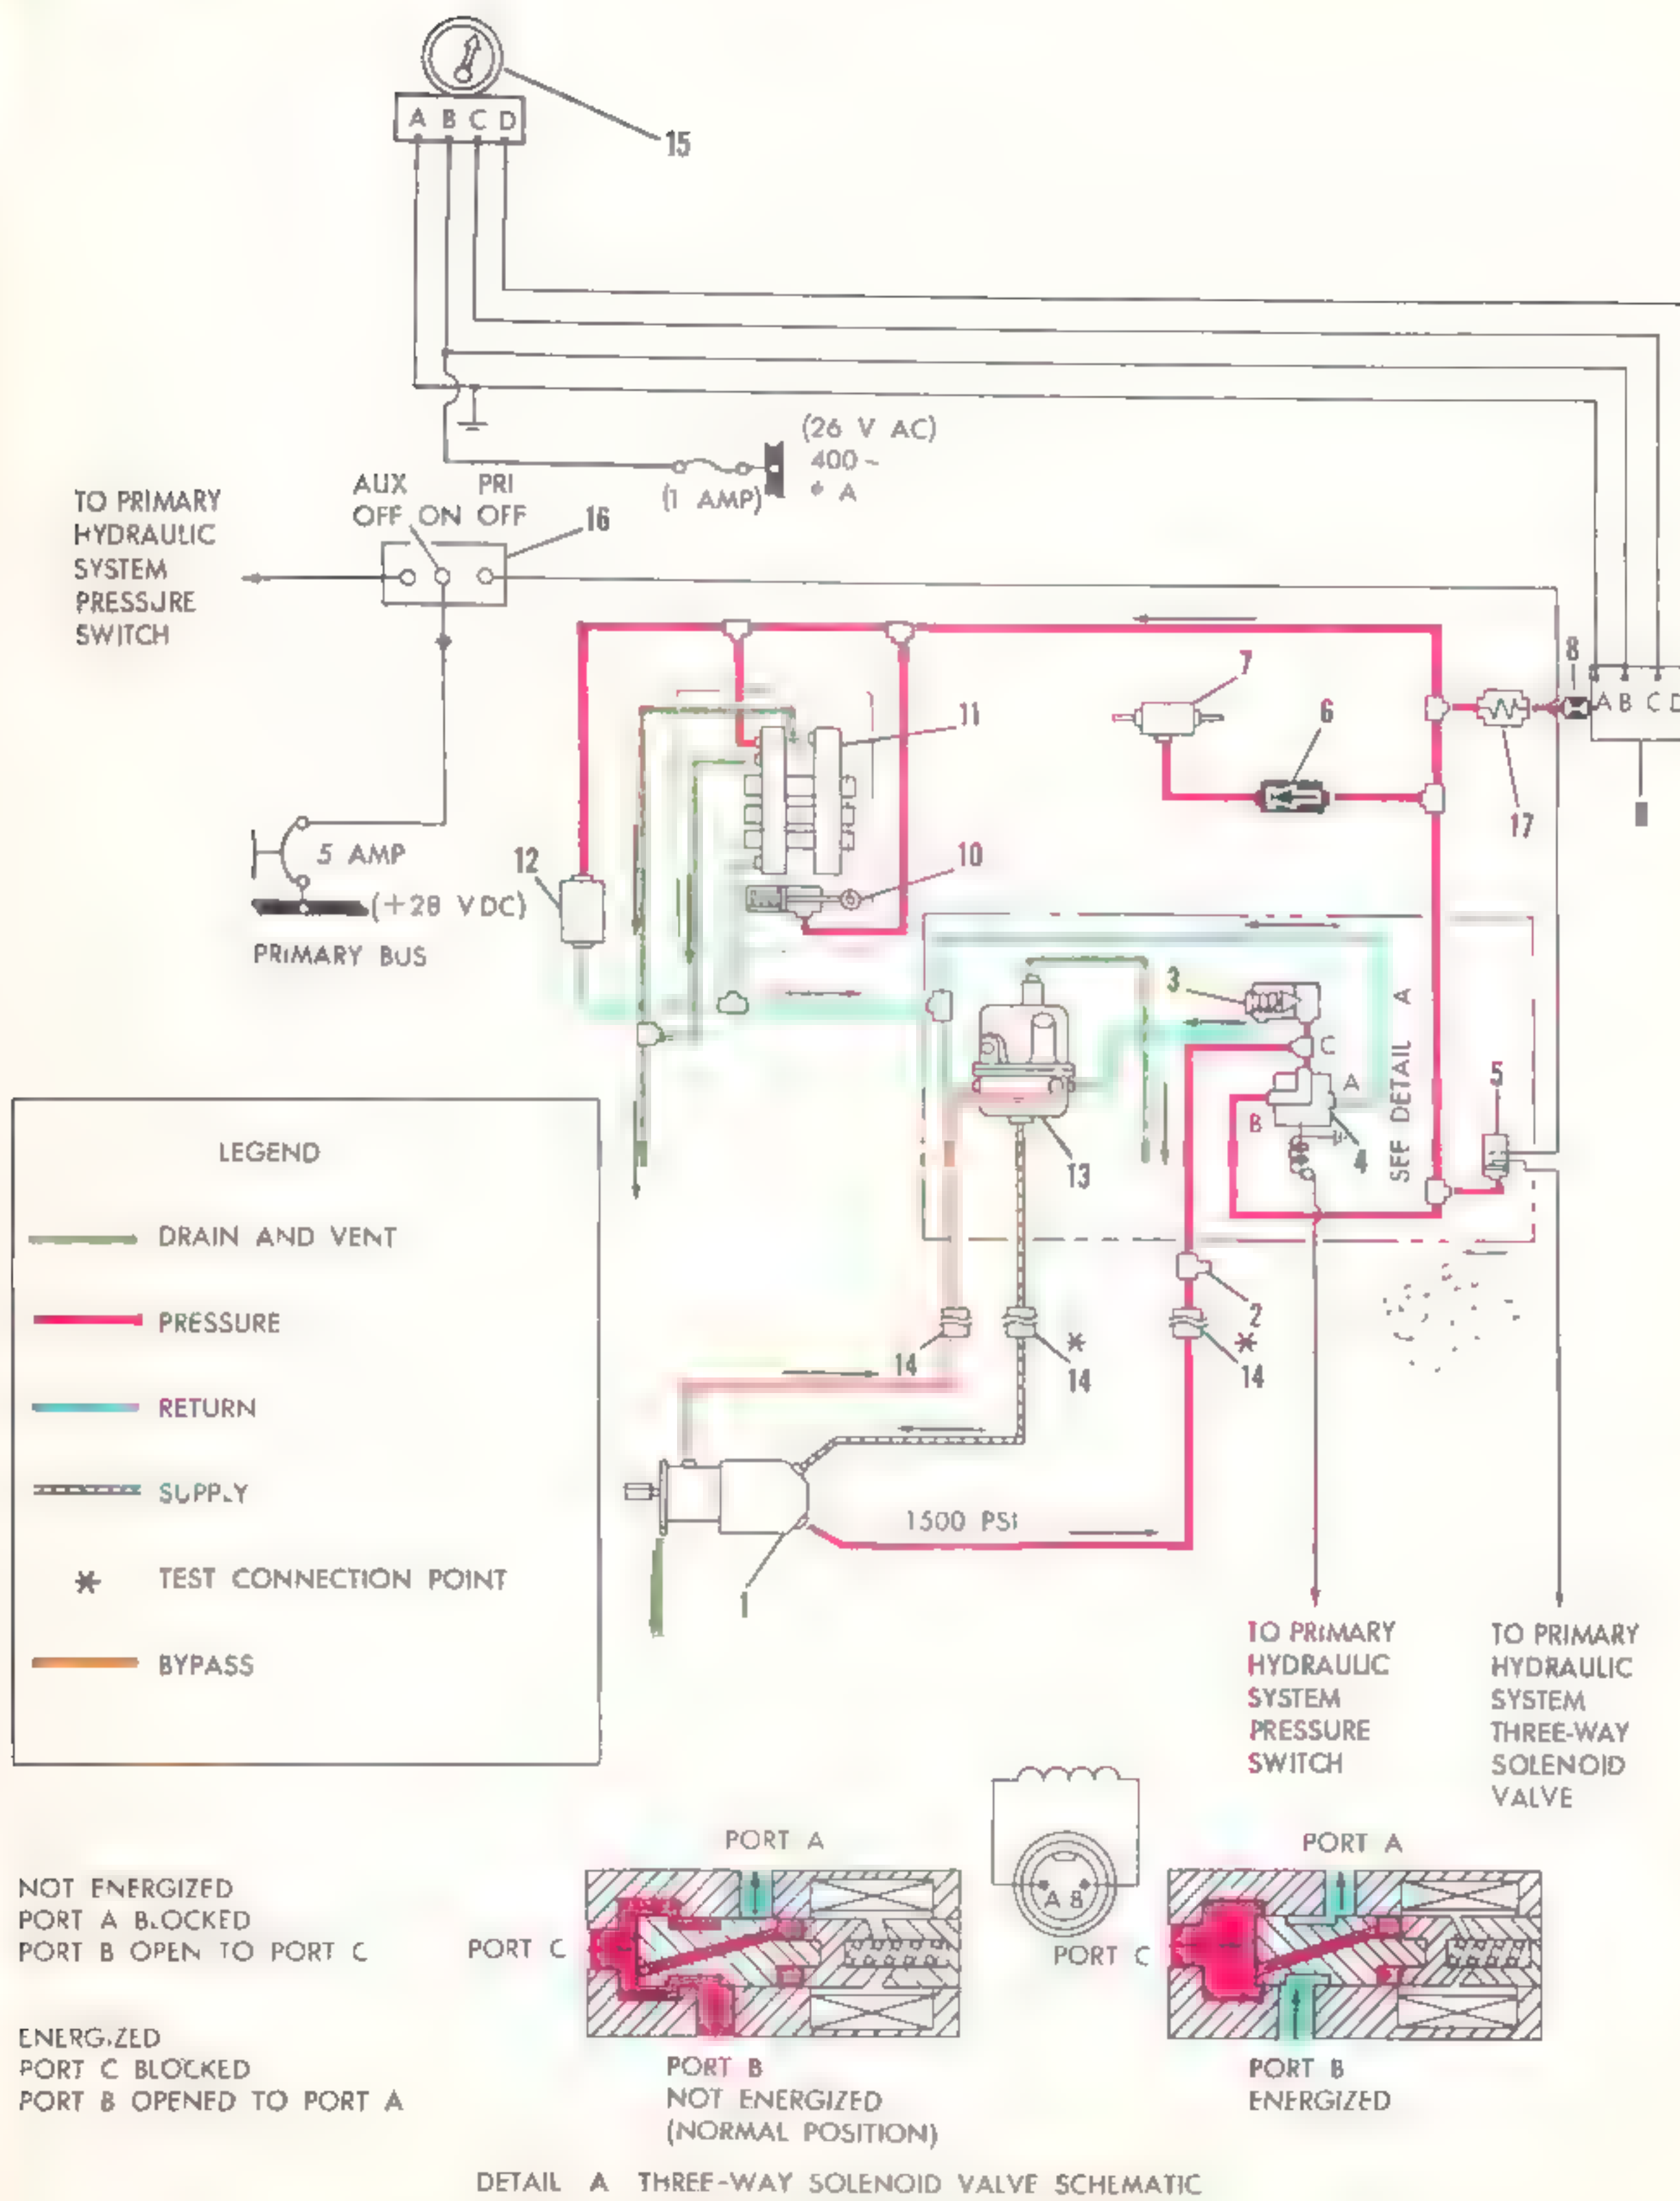 A B C D
15
(26 V AC)
400~
ϕ A
(1 AMP)
AUX PRI
OFF ON OFF
16
TO PRIMARY
HYDRAULIC
SYSTEM
PRESSURE
SWITCH
8
A B C D
7
6
11
17
5 AMP
12
10
(+28 VDC)
PRIMARY BUS
3
C
A
SEE DETAIL A
5
B
4
13
LEGEND
DRAIN AND VENT
PRESSURE
RETURN
SUPPLY
* TEST CONNECTION POINT
BYPASS
2
*
14
*
14
14
1500 PSI
1
TO PRIMARY
HYDRAULIC
SYSTEM
PRESSURE
SWITCH
TO PRIMARY
HYDRAULIC
SYSTEM
THREE-WAY
SOLENOID
VALVE
NOT ENERGIZED
PORT A BLOCKED
PORT B OPEN TO PORT C
ENERGIZED
PORT C BLOCKED
PORT B OPENED TO PORT A
PORT A
PORT C
PORT B
NOT ENERGIZED
(NORMAL POSITION)
A B
PORT A
PORT C
PORT B
ENERGIZED
DETAIL A THREE-WAY SOLENOID VALVE SCHEMATIC